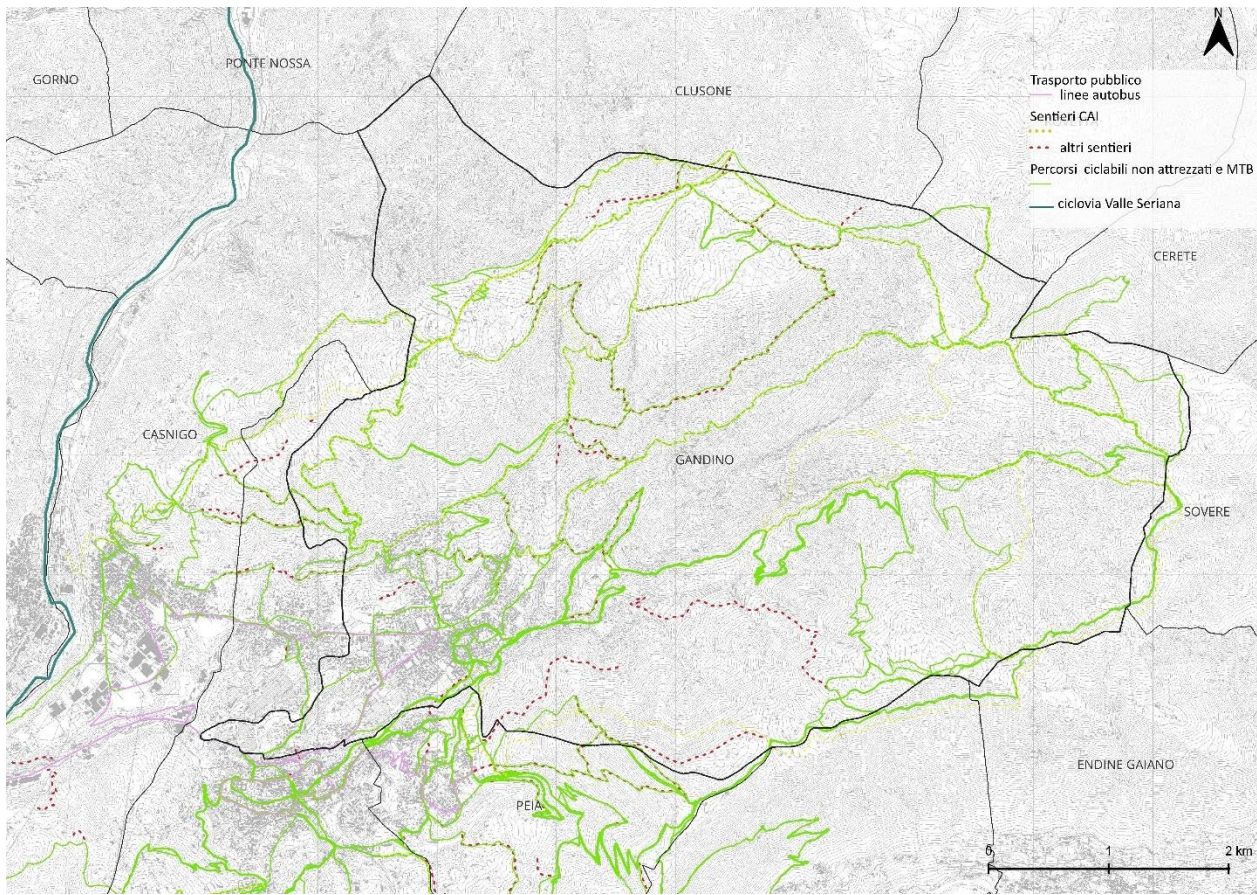 N
PONTE NOSSA
GORNO
CLUSONE
Trasporto pubblico
linee autobus
Sentieri CAI
altri sentieri
Percorsi ciclabili non attrezzati e MTB
ciclovia Valle Seriana
CERETE
CASNIGO
GANDINO
SOVERE
ENDINE GAIANO
PEIA
0 1 2 km